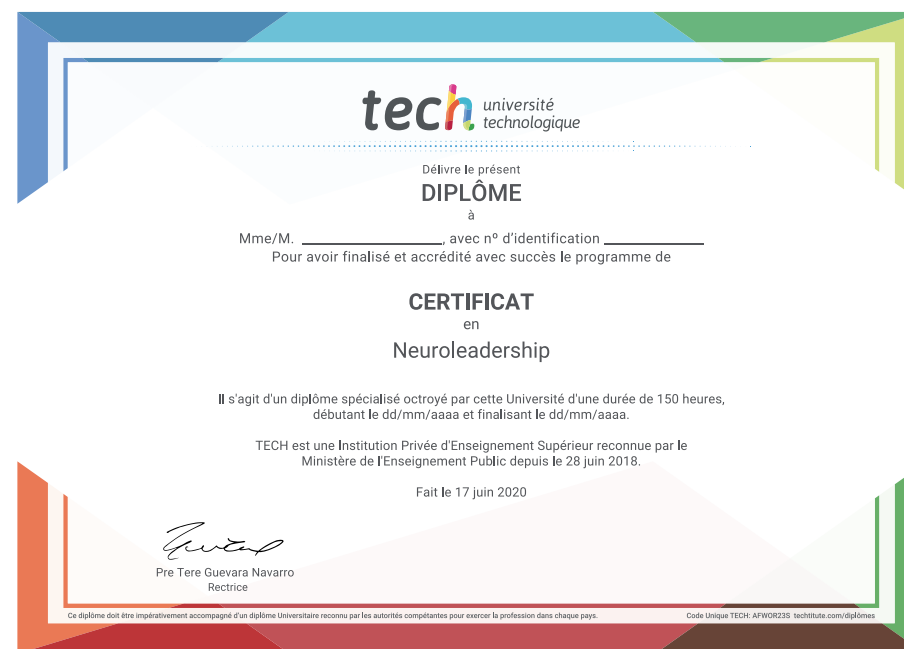 tech université
technologique
Délivre le présent
DIPLÔME
à
Mme/M. ____________________, avec nº d'identification ______________
Pour avoir finalisé et accrédité avec succès le programme de
CERTIFICAT
en
Neuroleadership
Il s'agit d'un diplôme spécialisé octroyé par cette Université d'une durée de 150 heures,
débutant le dd/mm/aaaa et finalisant le dd/mm/aaaa.
TECH est une Institution Privée d'Enseignement Supérieur reconnue par le
Ministère de l'Enseignement Public depuis le 28 juin 2018.
Fait le 17 juin 2020
Pre Tere Guevara Navarro
Rectrice
Ce diplôme doit être impérativement accompagné d'un diplôme Universitaire reconnu par les autorités compétantes pour exercer la profession dans chaque pays. Code Unique TECH: AFWOR23S techtitute.com/diplômes